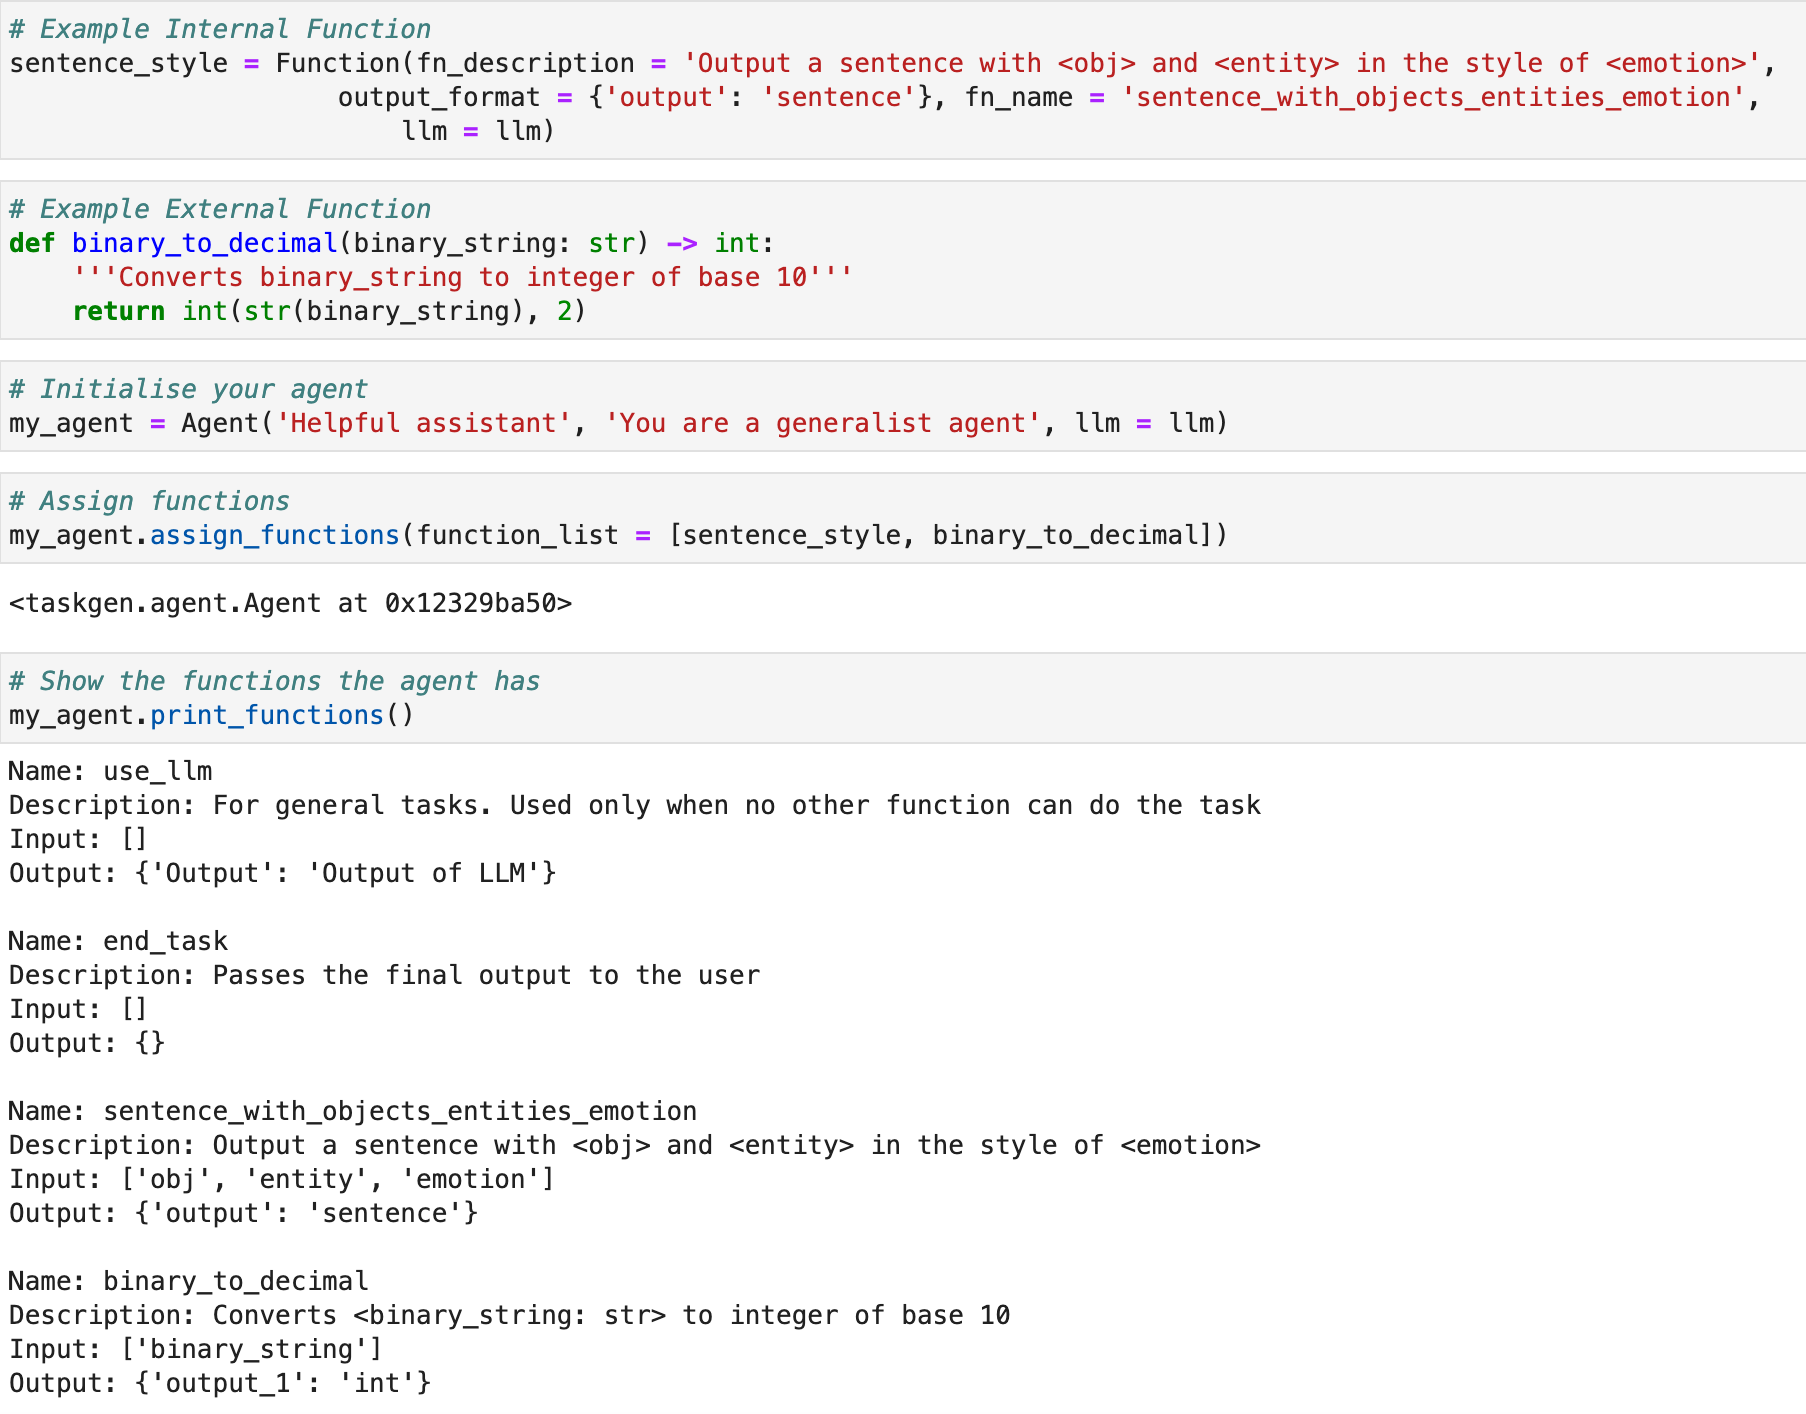 # Example Internal Function
sentence_style = Function(fn_description = 'Output a sentence with <obj> and <entity> in the style of <emotion>',
                     output_format = {'output': 'sentence'}, fn_name = 'sentence_with_objects_entities_emotion',
                         llm = llm)
# Example External Function
def binary_to_decimal(binary_string: str) -> int:
    '''Converts binary_string to integer of base 10'''
    return int(str(binary_string), 2)
# Initialise your agent
my_agent = Agent('Helpful assistant', 'You are a generalist agent', llm = llm)
# Assign functions
my_agent.assign_functions(function_list = [sentence_style, binary_to_decimal])
<taskgen.agent.Agent at 0x12329ba50>
# Show the functions the agent has
my_agent.print_functions()
Name: use_llm
Description: For general tasks. Used only when no other function can do the task
Input: []
Output: {'Output': 'Output of LLM'}
Name: end_task
Description: Passes the final output to the user
Input: []
Output: {}
Name: sentence_with_objects_entities_emotion
Description: Output a sentence with <obj> and <entity> in the style of <emotion>
Input: ['obj', 'entity', 'emotion']
Output: {'output': 'sentence'}
Name: binary_to_decimal
Description: Converts <binary_string: str> to integer of base 10
Input: ['binary_string']
Output: {'output_1': 'int'}